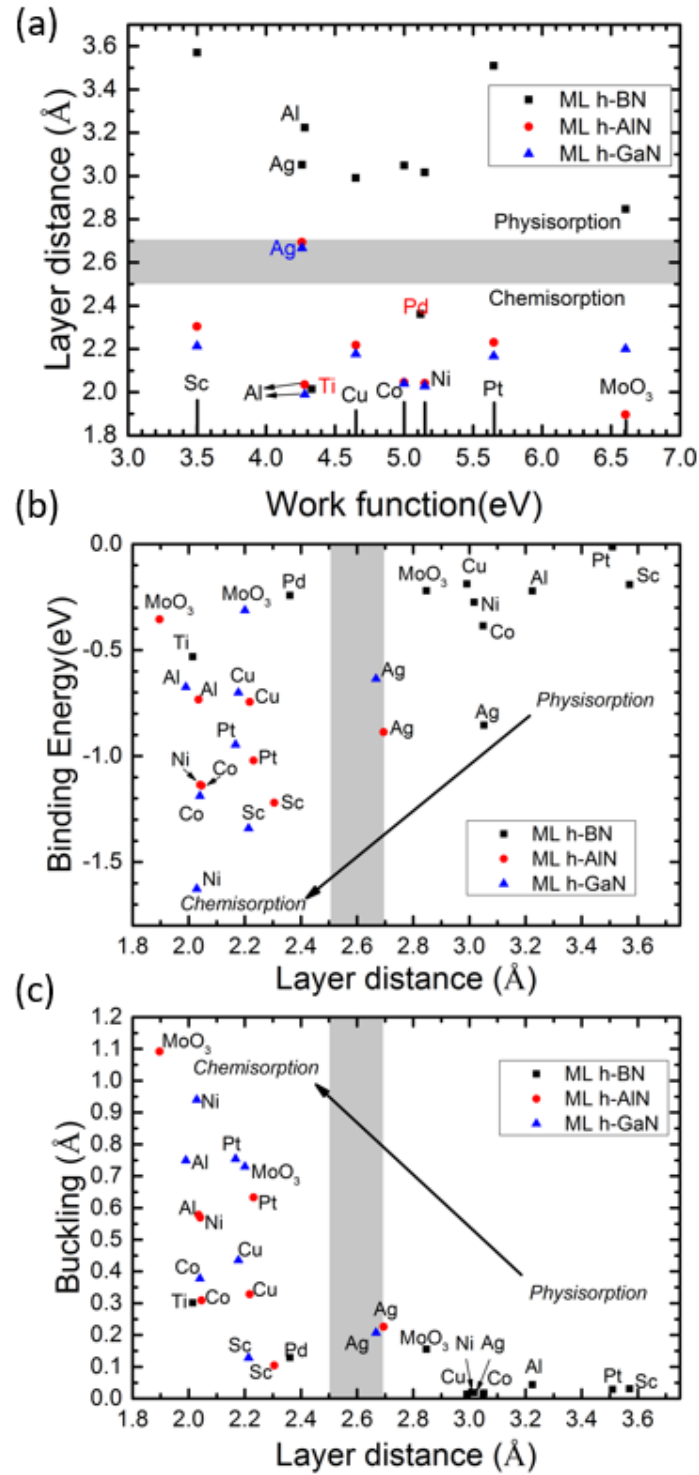 (a)
3.6
3.4
3.2
3.0
2.8
2.6
2.4
2.2
2.0
1.8
Layer distance (Å)
ML h-BN
ML h-AlN
ML h-GaN
Al
Ag
Physisorption
Ag
Chemisorption
Pd
Sc
Al
Ti
Cu
Co
Ni
Pt
MoO3
3.0 3.5 4.0 4.5 5.0 5.5 6.0 6.5 7.0
Work function(eV)
(b)
0.0
-0.5
-1.0
-1.5
Binding Energy(eV)
Pt
MoO3
MoO3
Pd
MoO3
Cu
Al
Sc
Ni
Co
Ti
Al
Al
Cu
Cu
Ag
Ag
Ag
Physisorption
Pt
Pt
Ni
Co
Co
Sc
Sc
Ni
Chemisorption
ML h-BN
ML h-AlN
ML h-GaN
1.8 2.0 2.2 2.4 2.6 2.8 3.0 3.2 3.4 3.6
Layer distance (Å)
(c)
1.2
1.1
1.0
0.9
0.8
0.7
0.6
0.5
0.4
0.3
0.2
0.1
0.0
Buckling (Å)
MoO3
Chemisorption
ML h-BN
ML h-AlN
ML h-GaN
Ni
Al
Pt
MoO3
Pt
Al
Ni
Cu
Co
Physisorption
Ti
Co
Cu
Ag
Ag
Sc
Sc
Pd
MoO3
Ni
Ag
Cu
Co
Al
Pt
Sc
1.8 2.0 2.2 2.4 2.6 2.8 3.0 3.2 3.4 3.6
Layer distance (Å)